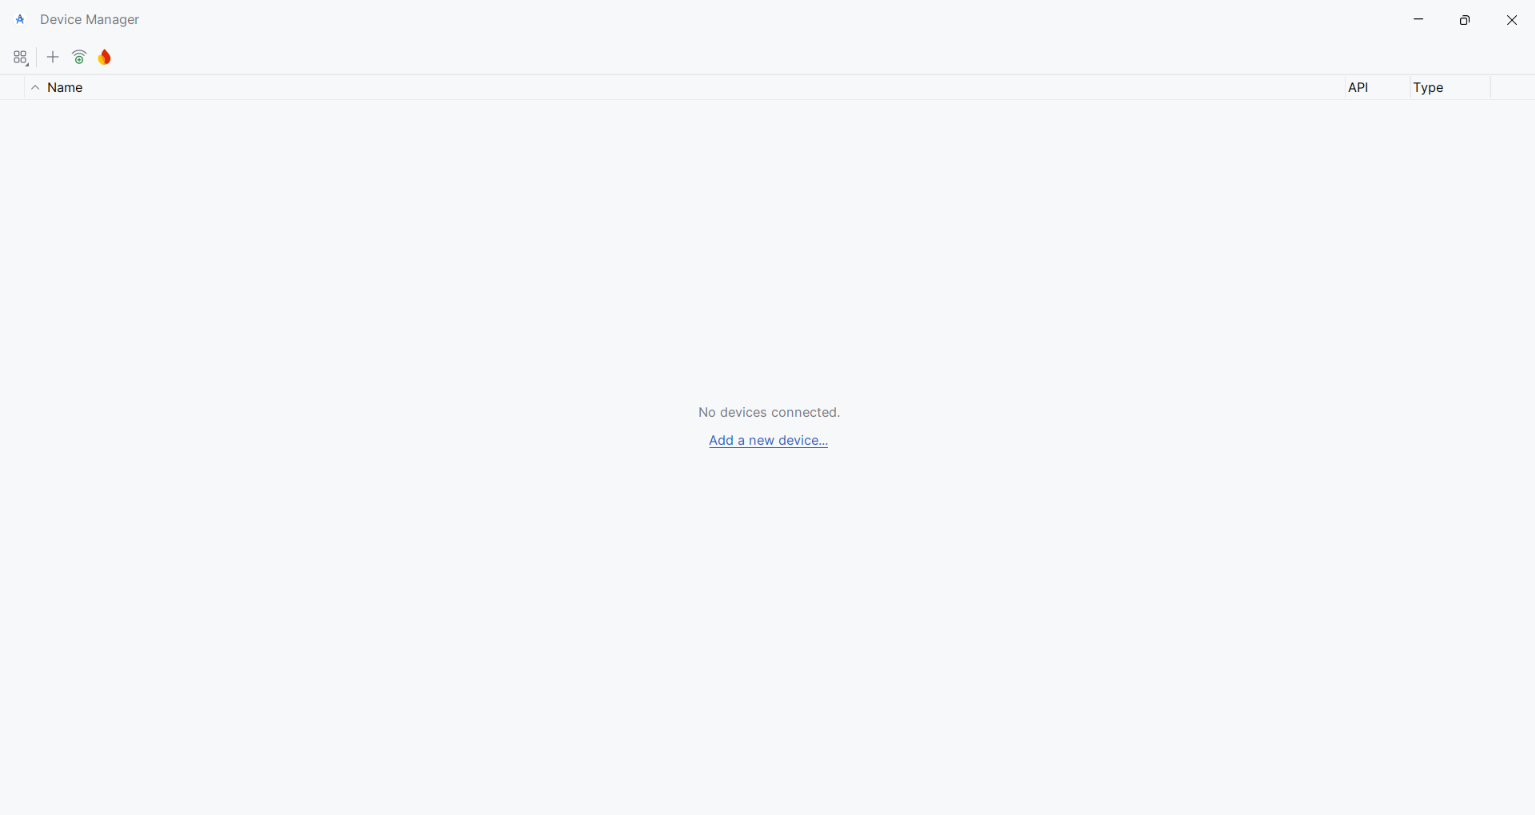 Device Manager
Name API Type
No devices connected.
Add a new device...